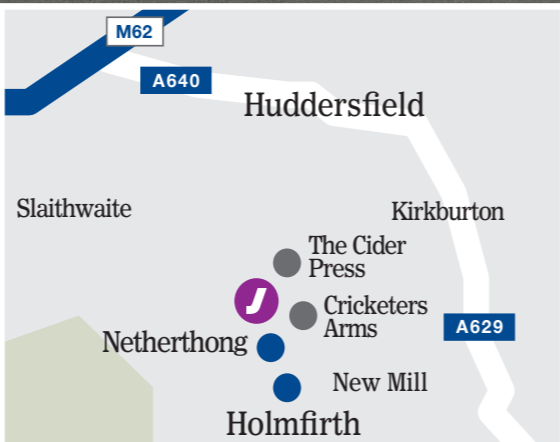 M62
A640
Huddersfield
Slaithwaite
Kirkburton
The Cider
Press
J
Cricketers
Arms
A629
Netherthong
New Mill
Holmfirth